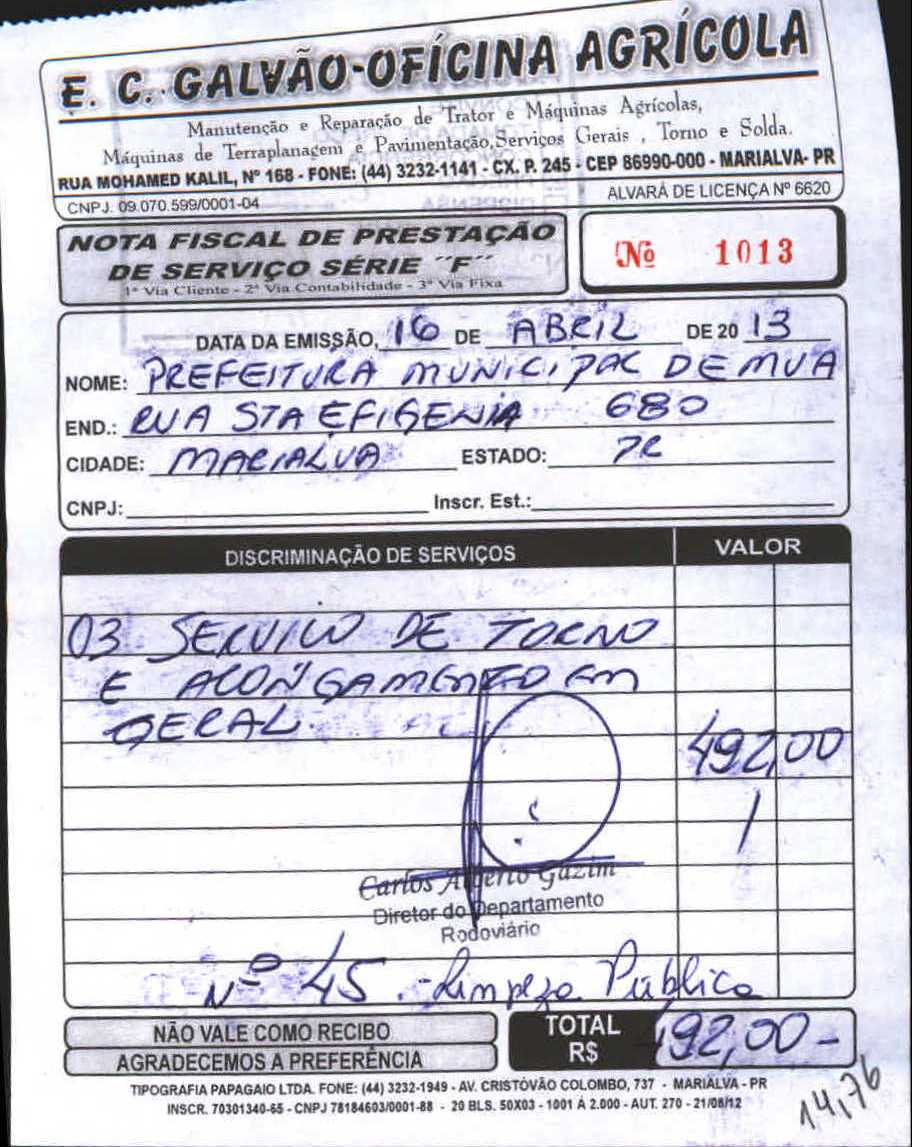 E. C. GALVÃO-OFÍCINA AGRÍCOLA
Manutenção e Reparação de Trator e Máquinas Agrícolas,
Máquinas de Terraplanagem e Pavimentação,Serviços Gerais , Torno e Solda.
RUA MOHAMED KALIL, Nº 168 - FONE: (44) 3232-1141 - CX. P. 245 - CEP 86990-000 - MARIALVA- PR
CNPJ. 09.070.599/0001-04 ALVARÁ DE LICENÇA Nº 6620
NOTA FISCAL DE PRESTAÇÃO
DE SERVIÇO SÉRIE "F"
1ª Via Cliente - 2ª Via Contabilidade - 3ª Via Fixa
Nº 1013
DATA DA EMISSÃO, 16 DE ABRIL DE 2013
NOME: PREFEITURA MUNICIPAL DE MVA
END.: RUA STA EFIGENIA 680
CIDADE: MARIALVA ESTADO: PR
CNPJ: Inscr. Est.:
DISCRIMINAÇÃO DE SERVIÇOS VALOR
03 SERVIÇO DE TORNO
E ALONGAMENTO EM
GERAL.
492,00
Carlos Alberto Gazim
Diretor do Departamento
Rodoviário
Nº 45 - Limpeza Pública
NÃO VALE COMO RECIBO
AGRADECEMOS A PREFERÊNCIA
TOTAL R$ 492,00 -
TIPOGRAFIA PAPAGAIO LTDA. FONE: (44) 3232-1949 - AV. CRISTÓVÃO COLOMBO, 737 - MARIALVA - PR
INSCR. 70301340-65 - CNPJ 78184603/0001-88 - 20 BLS. 50X03 - 1001 Á 2.000 - AUT. 270 - 21/08/12
14,76